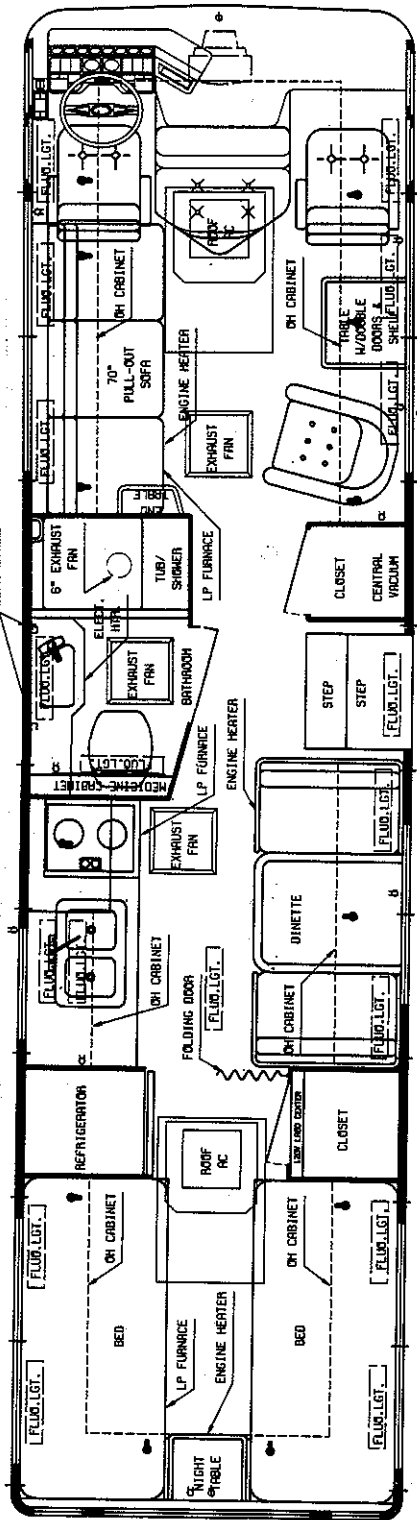 FLUO.LGT.
FLUO.LGT.
FLUO.LGT.
OH CABINET
70"
PULL-OUT
SOFA
ENGINE HEATER
ROOF
AC
EXHAUST
FAN
FLUO.LGT.
FLUO.LGT.
FLUO.LGT.
OH CABINET
TABLE
W/DOUBLE
DOORS &
SHELF
END
TABLE
LP FURNACE
6" EXHAUST
FAN
TUB/
SHOWER
CLOSET
CENTRAL
VACUUM
ELECT.
FLUO.LGT.
EXHAUST
FAN
BATHROOM
FLUO.LGT.
MEDICINE CABINET
STEP
STEP
FLUO.LGT.
LP FURNACE
ENGINE HEATER
EXHAUST
FAN
FLUO.LGT.
DINETTE
OH CABINET
FLUO.LGT.
FLUO.LGT.
OH CABINET
FOLDING DOOR
FLUO.LGT.
REFRIGERATOR
ROOF
AC
CLOSET
FLUO.LGT.
OH CABINET
BED
FLUO.LGT.
LP FURNACE
ENGINE HEATER
NIGHT
TABLE
OH CABINET
BED
FLUO.LGT.
FLUO.LGT.